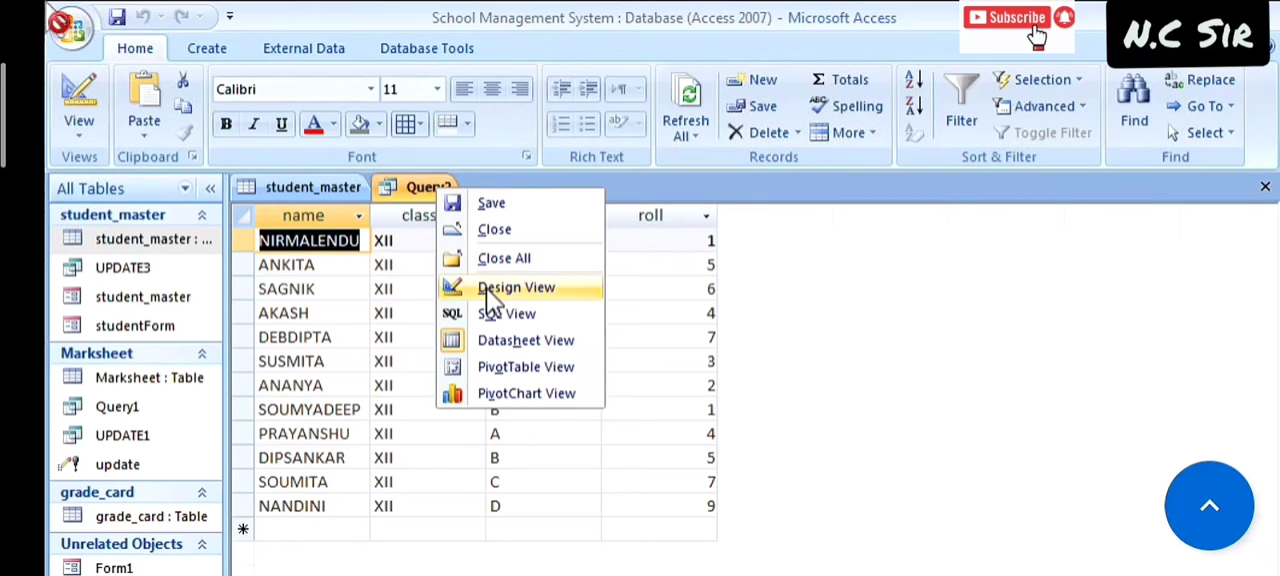 School Management System : Database (Access 2007) - Microsoft Access
Subscribe
N.C SIR
Home Create External Data Database Tools
View
Paste
Calibri 11
B I U A
Refresh All
New
Save
Delete
Σ Totals
Spelling
More
Filter
Selection
Advanced
Toggle Filter
Find
Replace
Go To
Select
Views Clipboard Font Rich Text Records Sort & Filter Find
All Tables «
student_master
student_master : ...
UPDATE3
student_master
studentForm
Marksheet
Marksheet : Table
Query1
UPDATE1
update
grade_card
grade_card : Table
Unrelated Objects
Form1
student_master
name class roll
NIRMALENDU XII 1
ANKITA XII 5
SAGNIK XII 6
AKASH XII 4
DEBDIPTA XII 7
SUSMITA XII 3
ANANYA XII 2
SOUMYADEEP XII B 1
PRAYANSHU XII A 4
DIPSANKAR XII B 5
SOUMITA XII C 7
NANDINI XII D 9
Save
Close
Close All
Design View
SQL View
Datasheet View
PivotTable View
PivotChart View